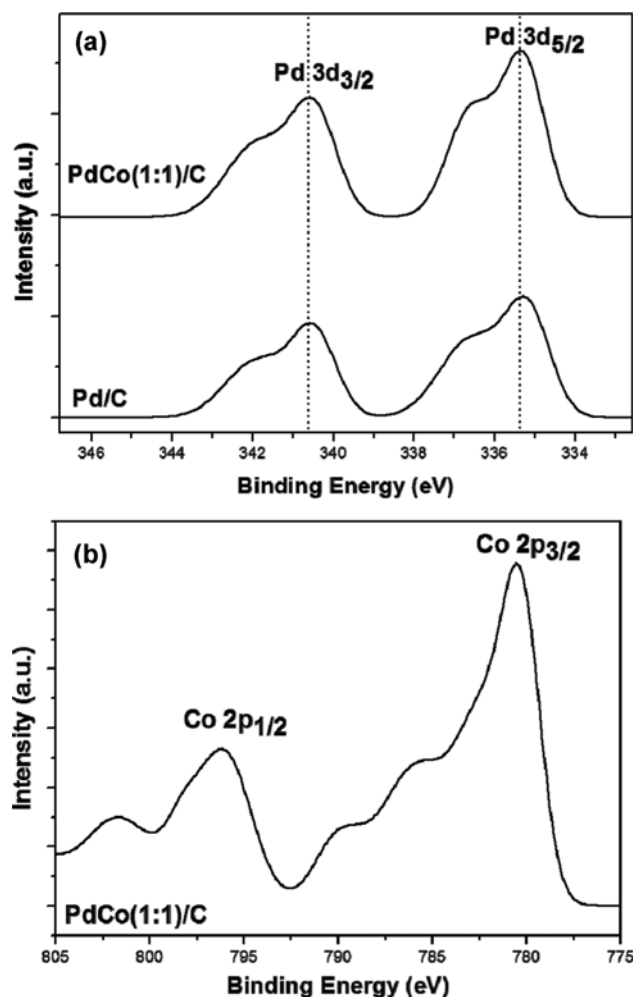 (a)
Pd 3d3/2
Pd 3d5/2
PdCo(1:1)/C
Pd/C
Intensity (a.u.)
346 344 342 340 338 336 334
Binding Energy (eV)
(b)
Co 2p3/2
Co 2p1/2
Intensity (a.u.)
PdCo(1:1)/C
805 800 795 790 785 780 775
Binding Energy (eV)